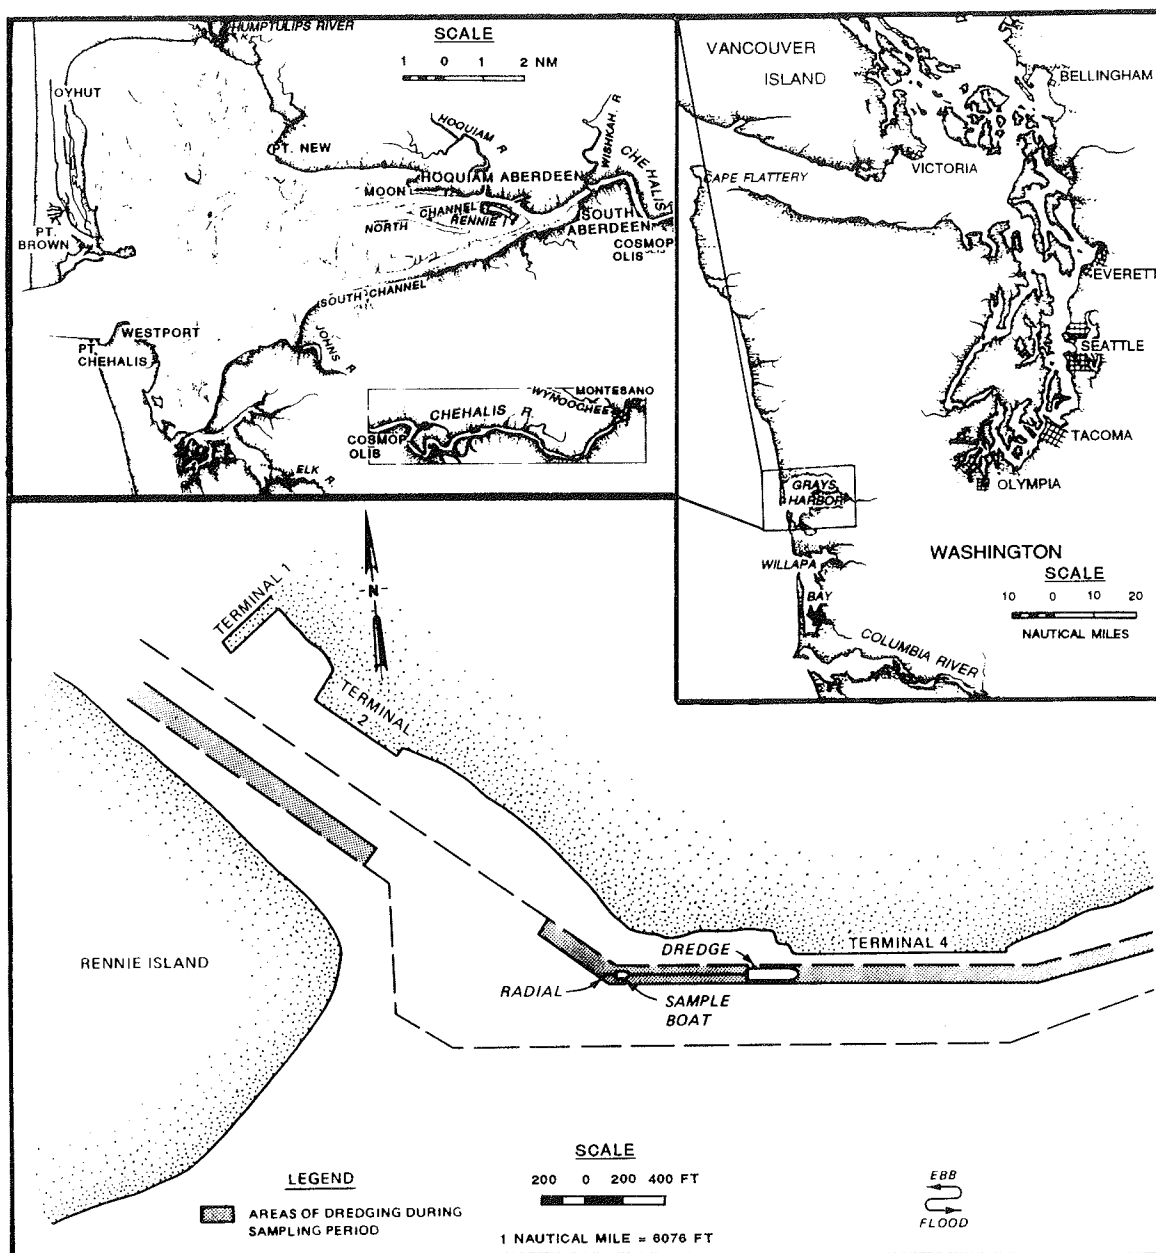 HUMPTULIPS RIVER
SCALE
1 0 1 2 NM
OYHUT
PT. NEW
HOQUIAM R
WISHKAH R
CHEHALIS
MOON
HOQUIAM ABERDEEN
CHANNEL
RENNIE
NORTH
SOUTH
ABERDEEN
COSMOP
OLIS
PT.
BROWN
SOUTH CHANNEL
WESTPORT
PT.
CHEHALIS
JOHNS R.
ELK R.
MONTESANO
WYNOOCHEE
CHEHALIS R.
COSMOP
OLIS
VANCOUVER
ISLAND
BELLINGHAM
VICTORIA
CAPE FLATTERY
EVERETT
SEATTLE
TACOMA
OLYMPIA
GRAYS
HARBOR
WILLAPA
BAY
WASHINGTON
SCALE
10 0 10 20
NAUTICAL MILES
COLUMBIA RIVER
TERMINAL 1
-N-
TERMINAL
2
RENNIE ISLAND
DREDGE
TERMINAL 4
RADIAL
SAMPLE
BOAT
LEGEND
AREAS OF DREDGING DURING
SAMPLING PERIOD
SCALE
200 0 200 400 FT
1 NAUTICAL MILE = 6076 FT
EBB
FLOOD